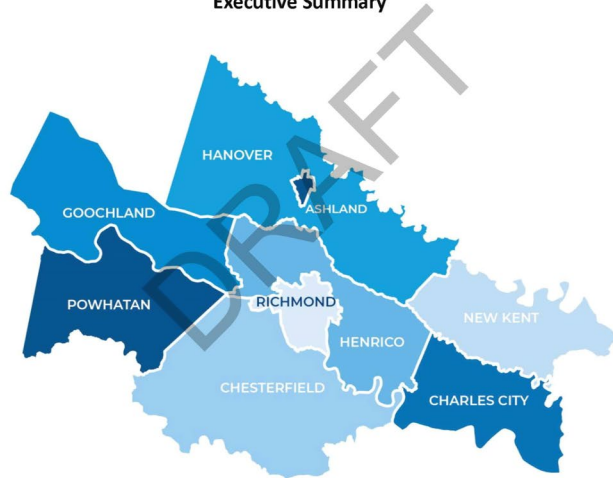 Executive Summary
DRAFT
HANOVER
ASHLAND
GOOCHLAND
POWHATAN
RICHMOND
NEW KENT
HENRICO
CHESTERFIELD
CHARLES CITY